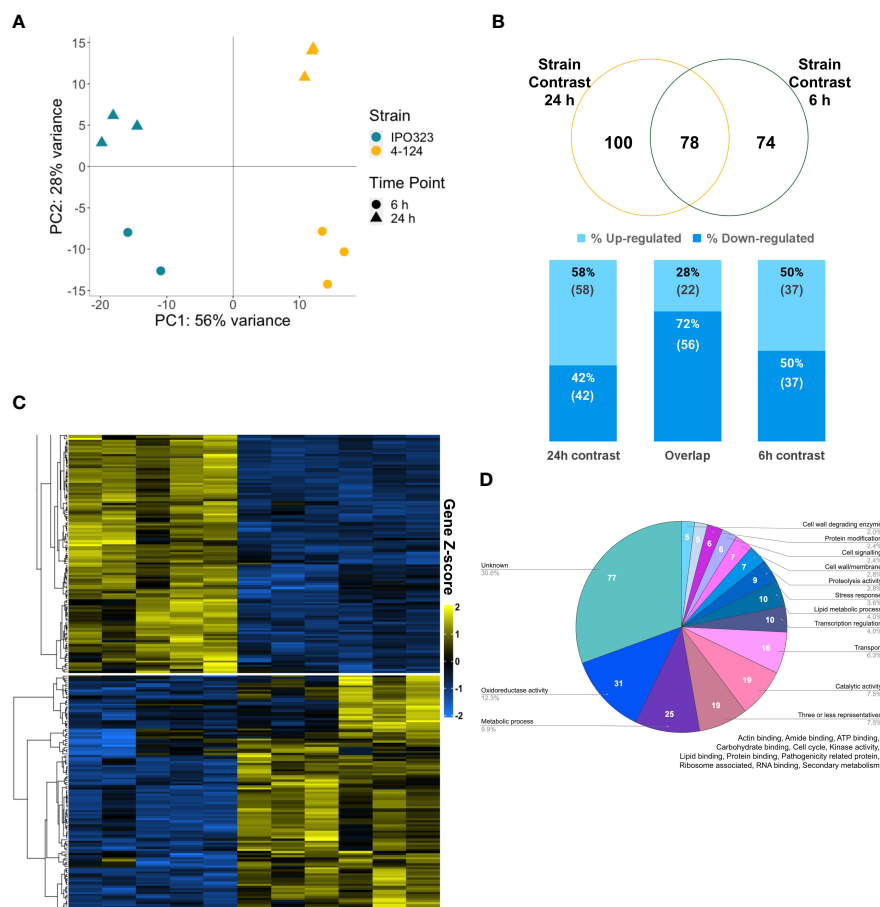 A
15
10
5
0
-5
-10
-15
-20
-10
0
10
PC2: 28% variance
PC1: 56% variance
Strain
IPO323
4-124
Time Point
6 h
24 h
B
Strain
Contrast
24 h
Strain
Contrast
6 h
100
78
74
% Up-regulated
% Down-regulated
58%
(58)
28%
(22)
50%
(37)
72%
(56)
42%
(42)
50%
(37)
24h contrast
Overlap
6h contrast
C
Gene Z-score
2
1
0
-1
-2
D
Unknown
30.6%
Oxidoreductase activity
12.3%
Metabolic process
9.9%
77
31
25
19
19
16
10
10
9
7
7
6
6
5
5
Cell wall degrading enzyme
2.0%
Protein modification
2.4%
Cell signalling
2.4%
Cell wall/membrane
2.8%
Proteolysis activity
2.8%
Stress response
3.6%
Lipid metabolic process
4.0%
Transcription regulation
4.0%
Transport
6.3%
Catalytic activity
7.5%
Three or less representatives
7.5%
Actin binding, Amide binding, ATP binding,
Carbohydrate binding, Cell cycle, Kinase activity,
Lipid binding, Protein binding, Pathogenicity related protein,
Ribosome associated, RNA binding, Secondary metabolism